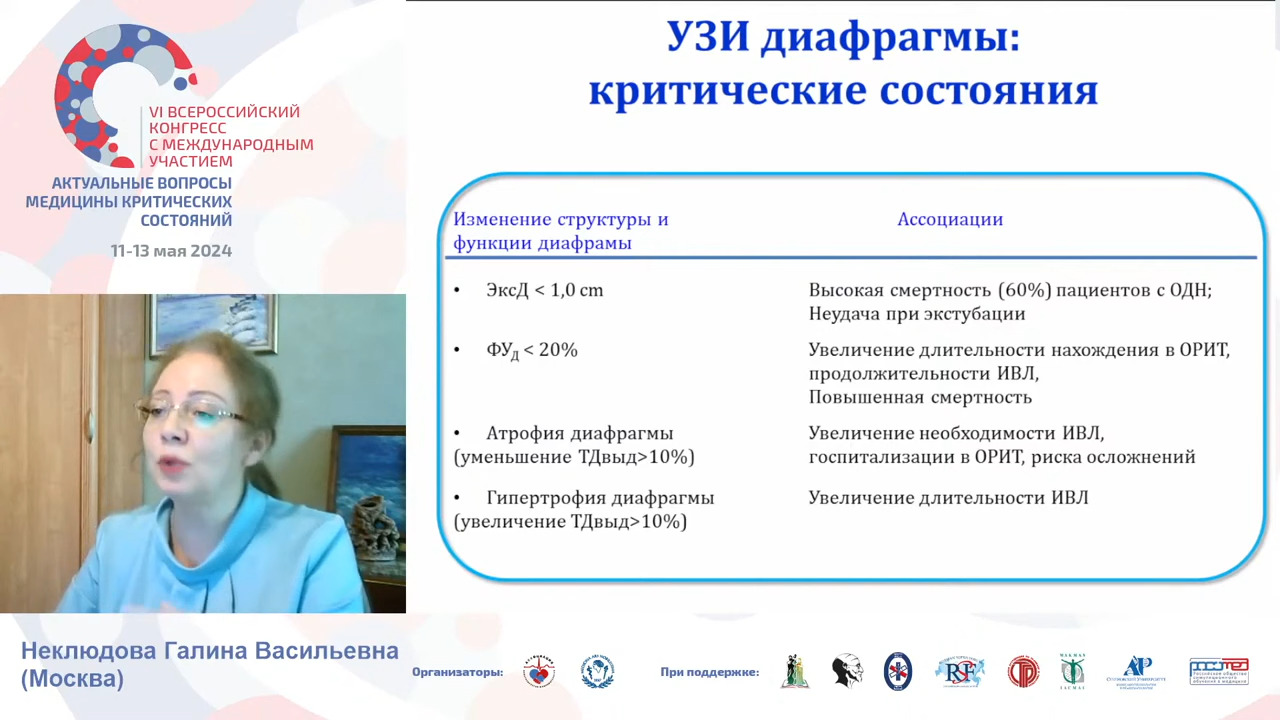 VI ВСЕРОССИЙСКИЙ
КОНГРЕСС
С МЕЖДУНАРОДНЫМ
УЧАСТИЕМ
АКТУАЛЬНЫЕ ВОПРОСЫ
МЕДИЦИНЫ КРИТИЧЕСКИХ
СОСТОЯНИЙ
11-13 мая 2024
УЗИ диафрагмы:
критические состояния
Изменение структуры и
функции диафрамы
Ассоциации
• ЭксД < 1,0 cm
Высокая смертность (60%) пациентов с ОДН;
Неудача при экстубации
• ФУд < 20%
Увеличение длительности нахождения в ОРИТ,
продолжительности ИВЛ,
Повышенная смертность
• Атрофия диафрагмы
(уменьшение ТДвыд>10%)
Увеличение необходимости ИВЛ,
госпитализации в ОРИТ, риска осложнений
• Гипертрофия диафрагмы
(увеличение ТДвыд>10%)
Увеличение длительности ИВЛ
Неклюдова Галина Васильевна
(Москва)
Организаторы:
При поддержке: